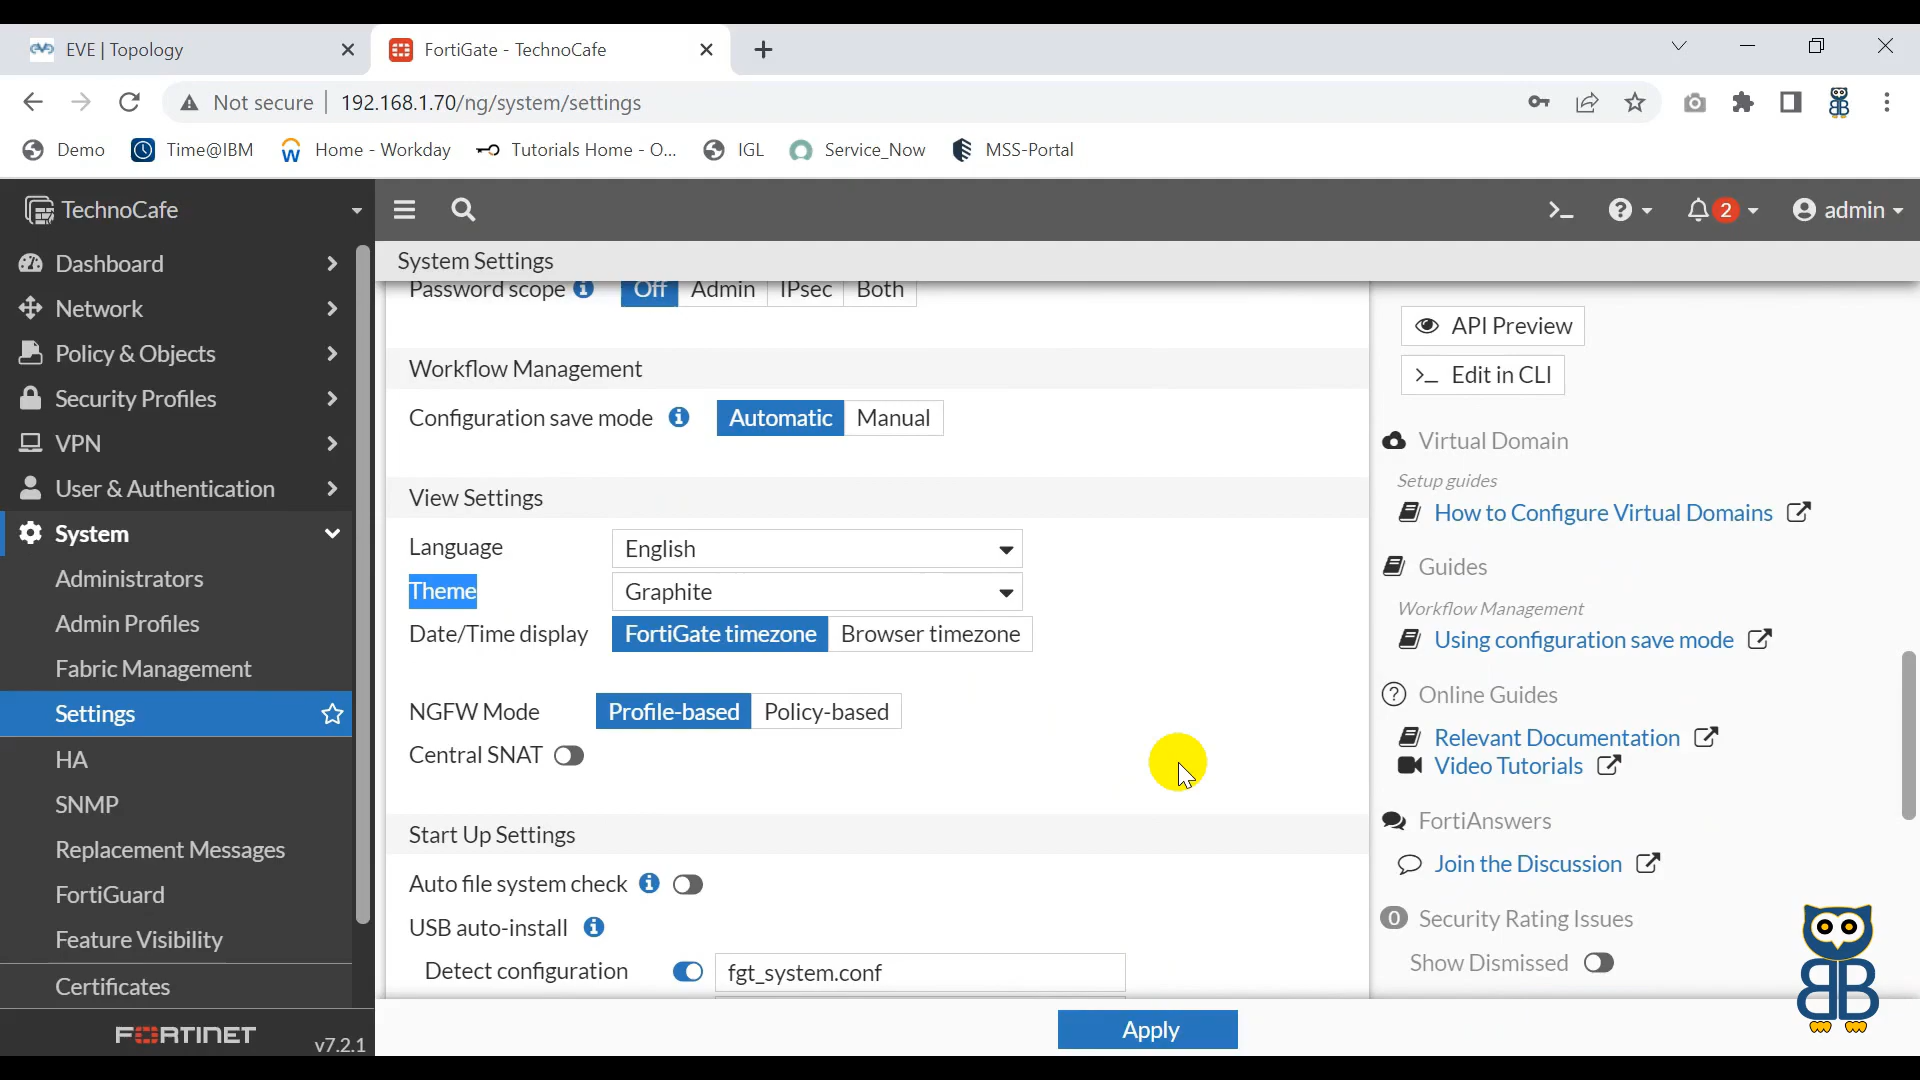 EVE | Topology
FortiGate - TechnoCafe
Not secure
192.168.1.70/ng/system/settings
Demo
Time@IBM
Home - Workday
Tutorials Home - O...
IGL
Service_Now
MSS-Portal
TechnoCafe
2
admin
Dashboard
Network
Policy & Objects
Security Profiles
VPN
User & Authentication
System
Administrators
Admin Profiles
Fabric Management
Settings
HA
SNMP
Replacement Messages
FortiGuard
Feature Visibility
Certificates
FORTINET
v7.2.1
System Settings
Password scope Off Admin IPsec Both
Workflow Management
Configuration save mode Automatic Manual
View Settings
Language English
Theme Graphite
Date/Time display FortiGate timezone Browser timezone
NGFW Mode Profile-based Policy-based
Central SNAT
Start Up Settings
Auto file system check
USB auto-install
Detect configuration fgt_system.conf
Apply
API Preview
>_ Edit in CLI
Virtual Domain
Setup guides
How to Configure Virtual Domains
Guides
Workflow Management
Using configuration save mode
Online Guides
Relevant Documentation
Video Tutorials
FortiAnswers
Join the Discussion
0 Security Rating Issues
Show Dismissed
BB